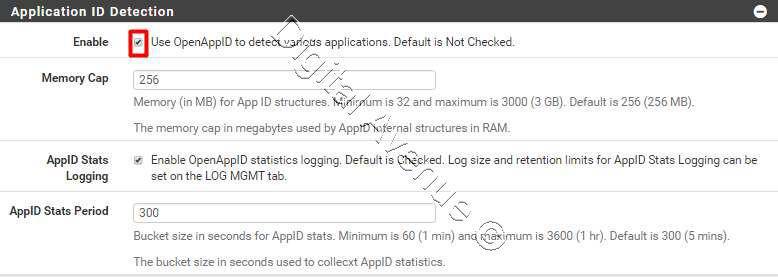 Application ID Detection
Enable
Use OpenAppID to detect various applications. Default is Not Checked.
Memory Cap
256
Memory (in MB) for App ID structures. Minimum is 32 and maximum is 3000 (3 GB). Default is 256 (256 MB).
The memory cap in megabytes used by AppID internal structures in RAM.
AppID Stats
Logging
Enable OpenAppID statistics logging. Default is Checked. Log size and retention limits for AppID Stats Logging can be
set on the LOG MGMT tab.
AppID Stats Period
300
Bucket size in seconds for AppID stats. Minimum is 60 (1 min) and maximum is 3600 (1 hr). Default is 300 (5 mins).
The bucket size in seconds used to collecxt AppID statistics.
Digital Avenue ©